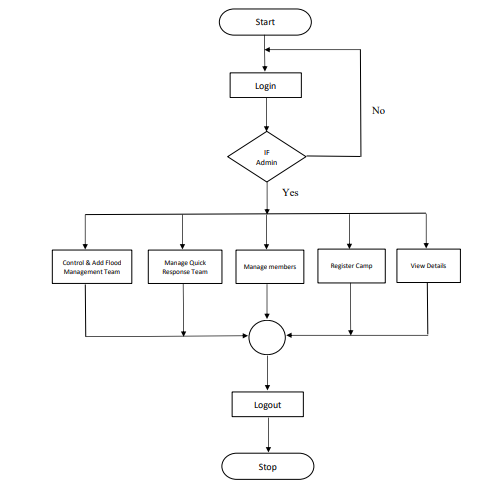 Start
Login
No
IF
Admin
Yes
Control & Add Flood
Management Team
Manage Quick
Response Team
Manage members
Register Camp
View Details
Logout
Stop